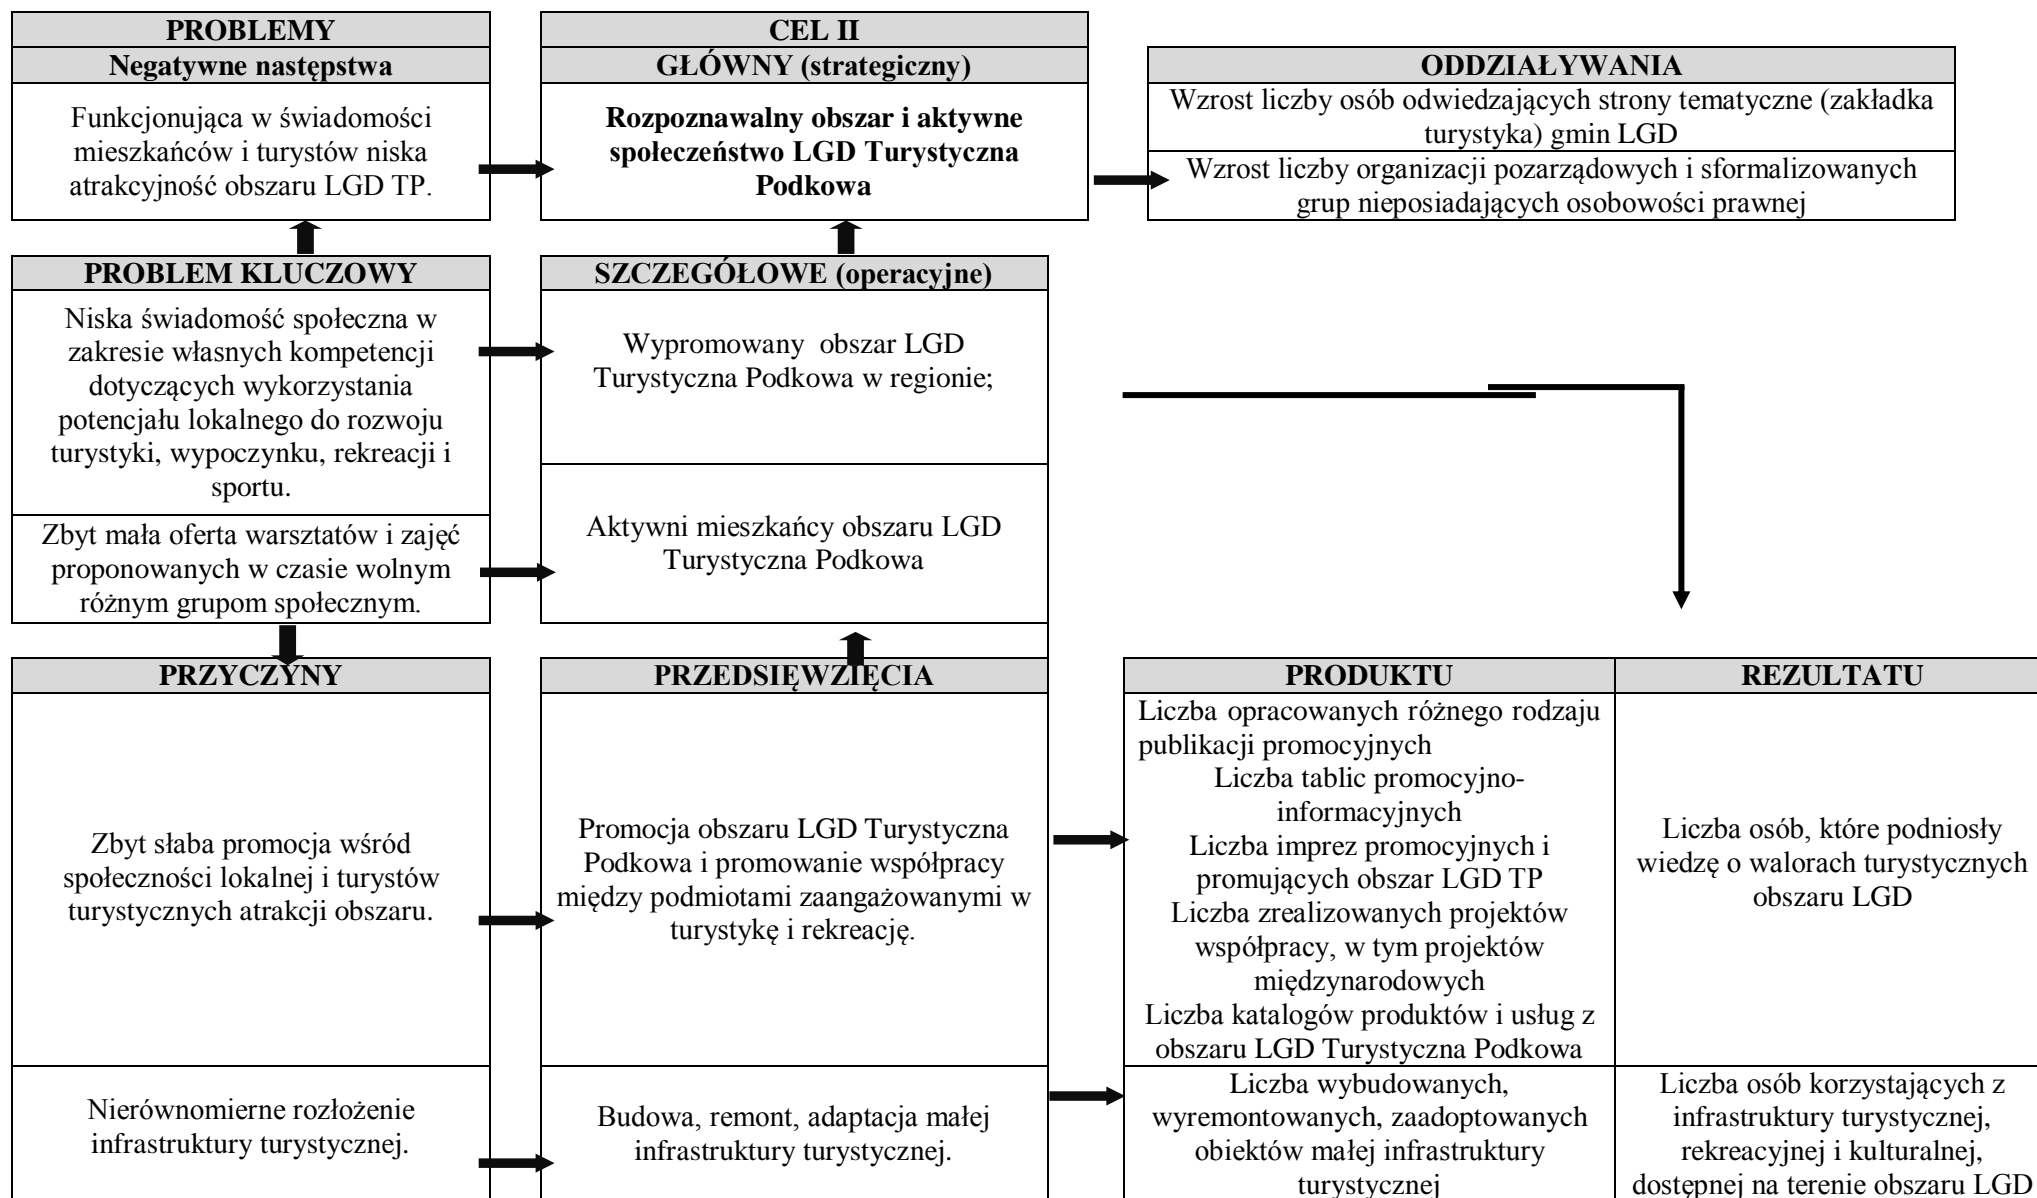 PROBLEMY
Negatywne następstwa
Funkcjonująca w świadomości
mieszkańców i turystów niska
atrakcyjność obszaru LGD TP.
CEL II
GŁÓWNY (strategiczny)
Rozpoznawalny obszar i aktywne
społeczeństwo LGD Turystyczna
Podkowa
ODDZIAŁYWANIA
Wzrost liczby osób odwiedzających strony tematyczne (zakładka
turystyka) gmin LGD
Wzrost liczby organizacji pozarządowych i sformalizowanych
grup nieposiadających osobowości prawnej
PROBLEM KLUCZOWY
Niska świadomość społeczna w
zakresie własnych kompetencji
dotyczących wykorzystania
potencjału lokalnego do rozwoju
turystyki, wypoczynku, rekreacji i
sportu.
Zbyt mała oferta warsztatów i zajęć
proponowanych w czasie wolnym
różnym grupom społecznym.
SZCZEGÓŁOWE (operacyjne)
Wypromowany obszar LGD
Turystyczna Podkowa w regionie;
Aktywni mieszkańcy obszaru LGD
Turystyczna Podkowa
PRZYCZYNY
Zbyt słaba promocja wśród
społeczności lokalnej i turystów
turystycznych atrakcji obszaru.
Nierównomierne rozłożenie
infrastruktury turystycznej.
PRZEDSIĘWZIĘCIA
Promocja obszaru LGD Turystyczna
Podkowa i promowanie współpracy
między podmiotami zaangażowanymi w
turystykę i rekreację.
Budowa, remont, adaptacja małej
infrastruktury turystycznej.
PRODUKTU
Liczba opracowanych różnego rodzaju
publikacji promocyjnych
Liczba tablic promocyjno-
informacyjnych
Liczba imprez promocyjnych i
promujących obszar LGD TP
Liczba zrealizowanych projektów
współpracy, w tym projektów
międzynarodowych
Liczba katalogów produktów i usług z
obszaru LGD Turystyczna Podkowa
Liczba wybudowanych,
wyremontowanych, zaadoptowanych
obiektów małej infrastruktury
turystycznej
REZULTATU
Liczba osób, które podniosły
wiedzę o walorach turystycznych
obszaru LGD
Liczba osób korzystających z
infrastruktury turystycznej,
rekreacyjnej i kulturalnej,
dostępnej na terenie obszaru LGD